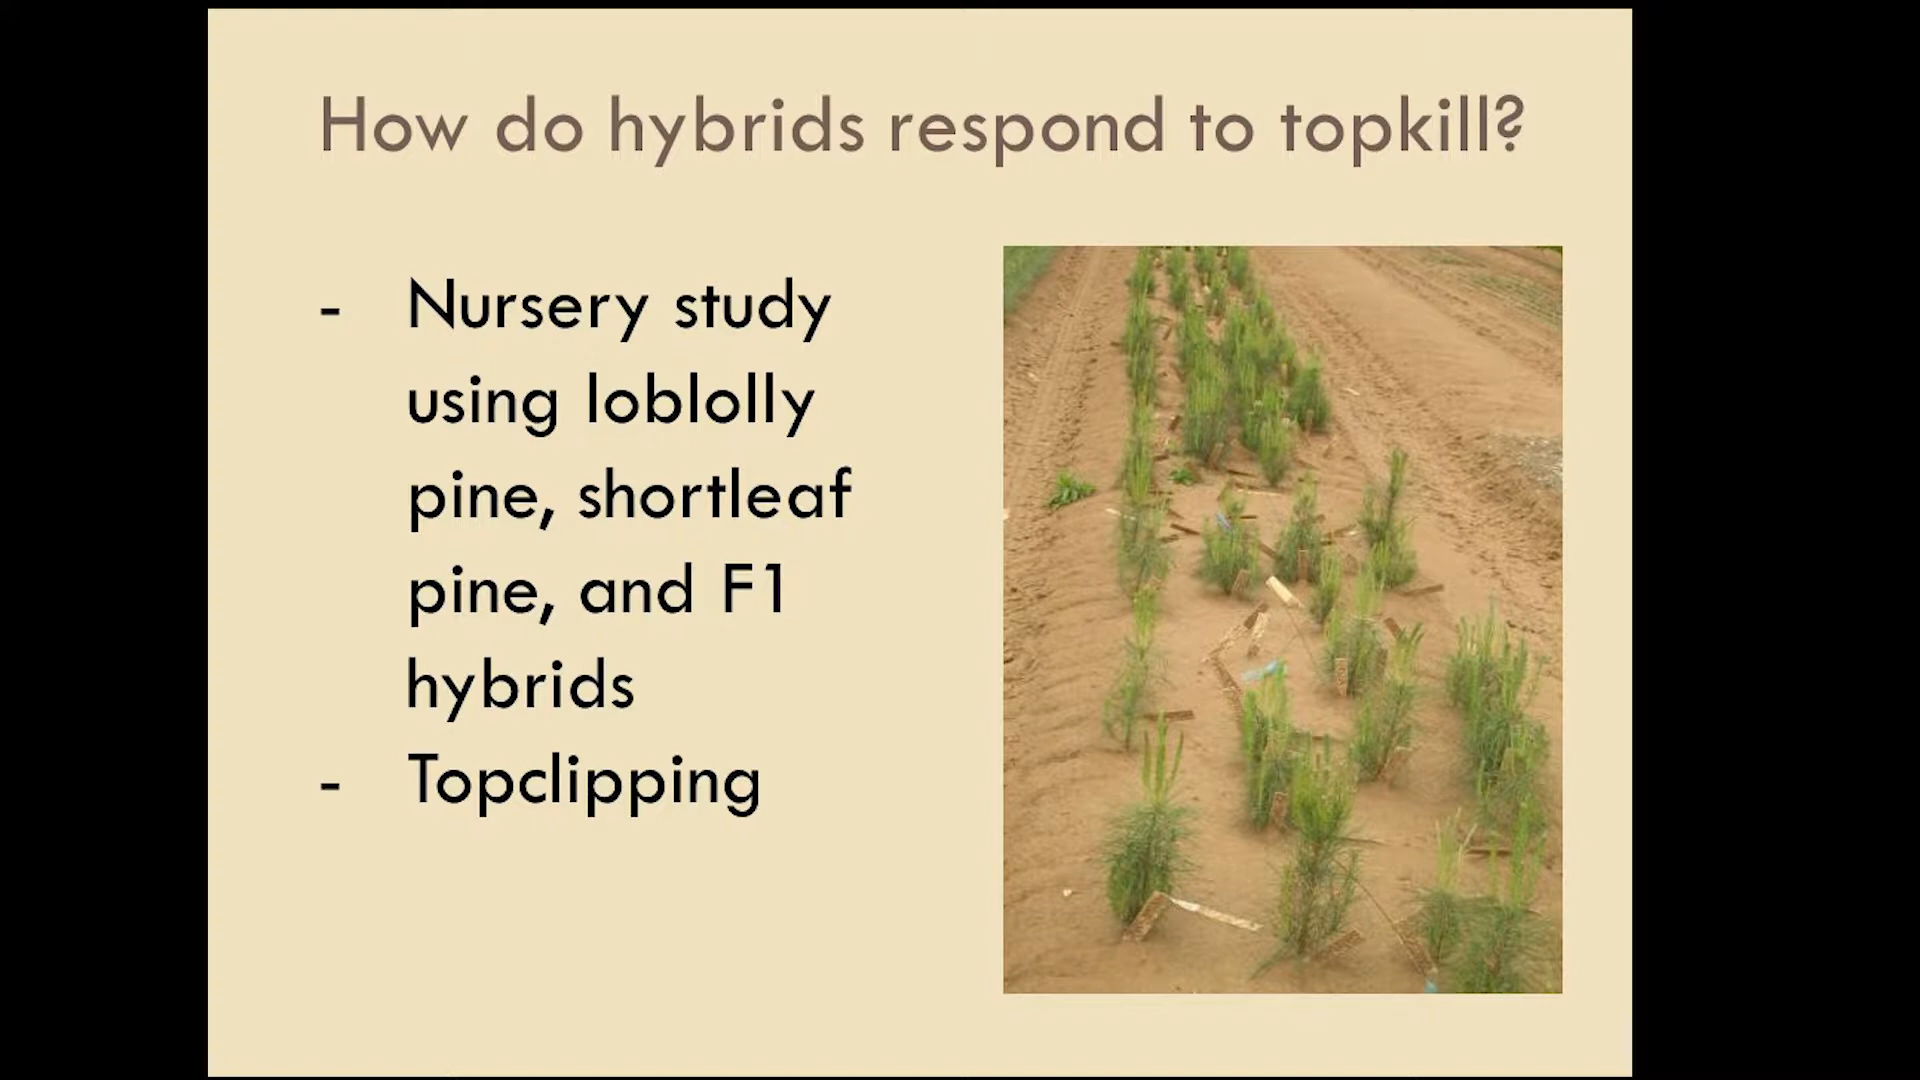 How do hybrids respond to topkill?
- Nursery study
using loblolly
pine, shortleaf
pine, and F1
hybrids
- Topclipping